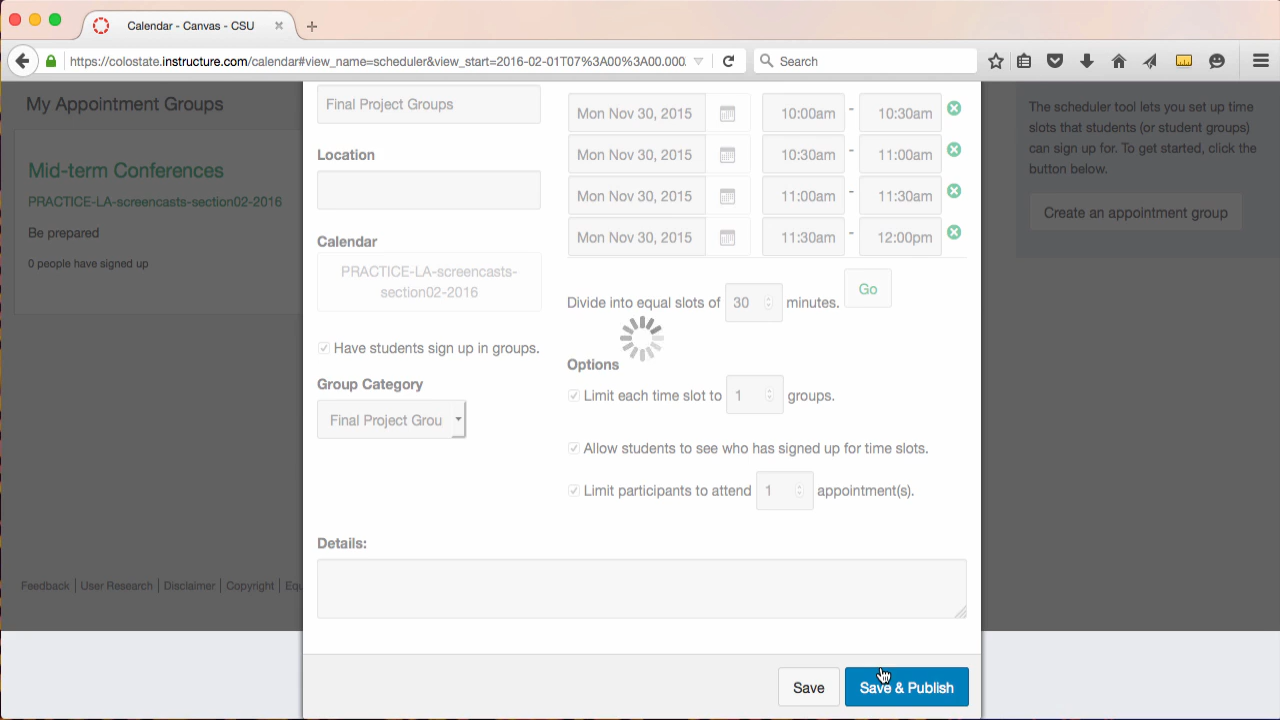 Calendar - Canvas - CSU
https://colostate.instructure.com/calendar#view_name=scheduler&view_start=2016-02-01T07%3A00%3A00.000.
Search
My Appointment Groups
Mid-term Conferences
PRACTICE-LA-screencasts-section02-2016
Be prepared
0 people have signed up
Feedback | User Research | Disclaimer | Copyright | Equ
Final Project Groups
Location
Calendar
PRACTICE-LA-screencasts-
section02-2016
Have students sign up in groups.
Group Category
Final Project Grou
Mon Nov 30, 2015 10:00am - 10:30am
Mon Nov 30, 2015 10:30am - 11:00am
Mon Nov 30, 2015 11:00am - 11:30am
Mon Nov 30, 2015 11:30am - 12:00pm
Divide into equal slots of 30 minutes. Go
Options
Limit each time slot to 1 groups.
Allow students to see who has signed up for time slots.
Limit participants to attend 1 appointment(s).
Details:
Save
Save & Publish
The scheduler tool lets you set up time
slots that students (or student groups)
can sign up for. To get started, click the
button below.
Create an appointment group